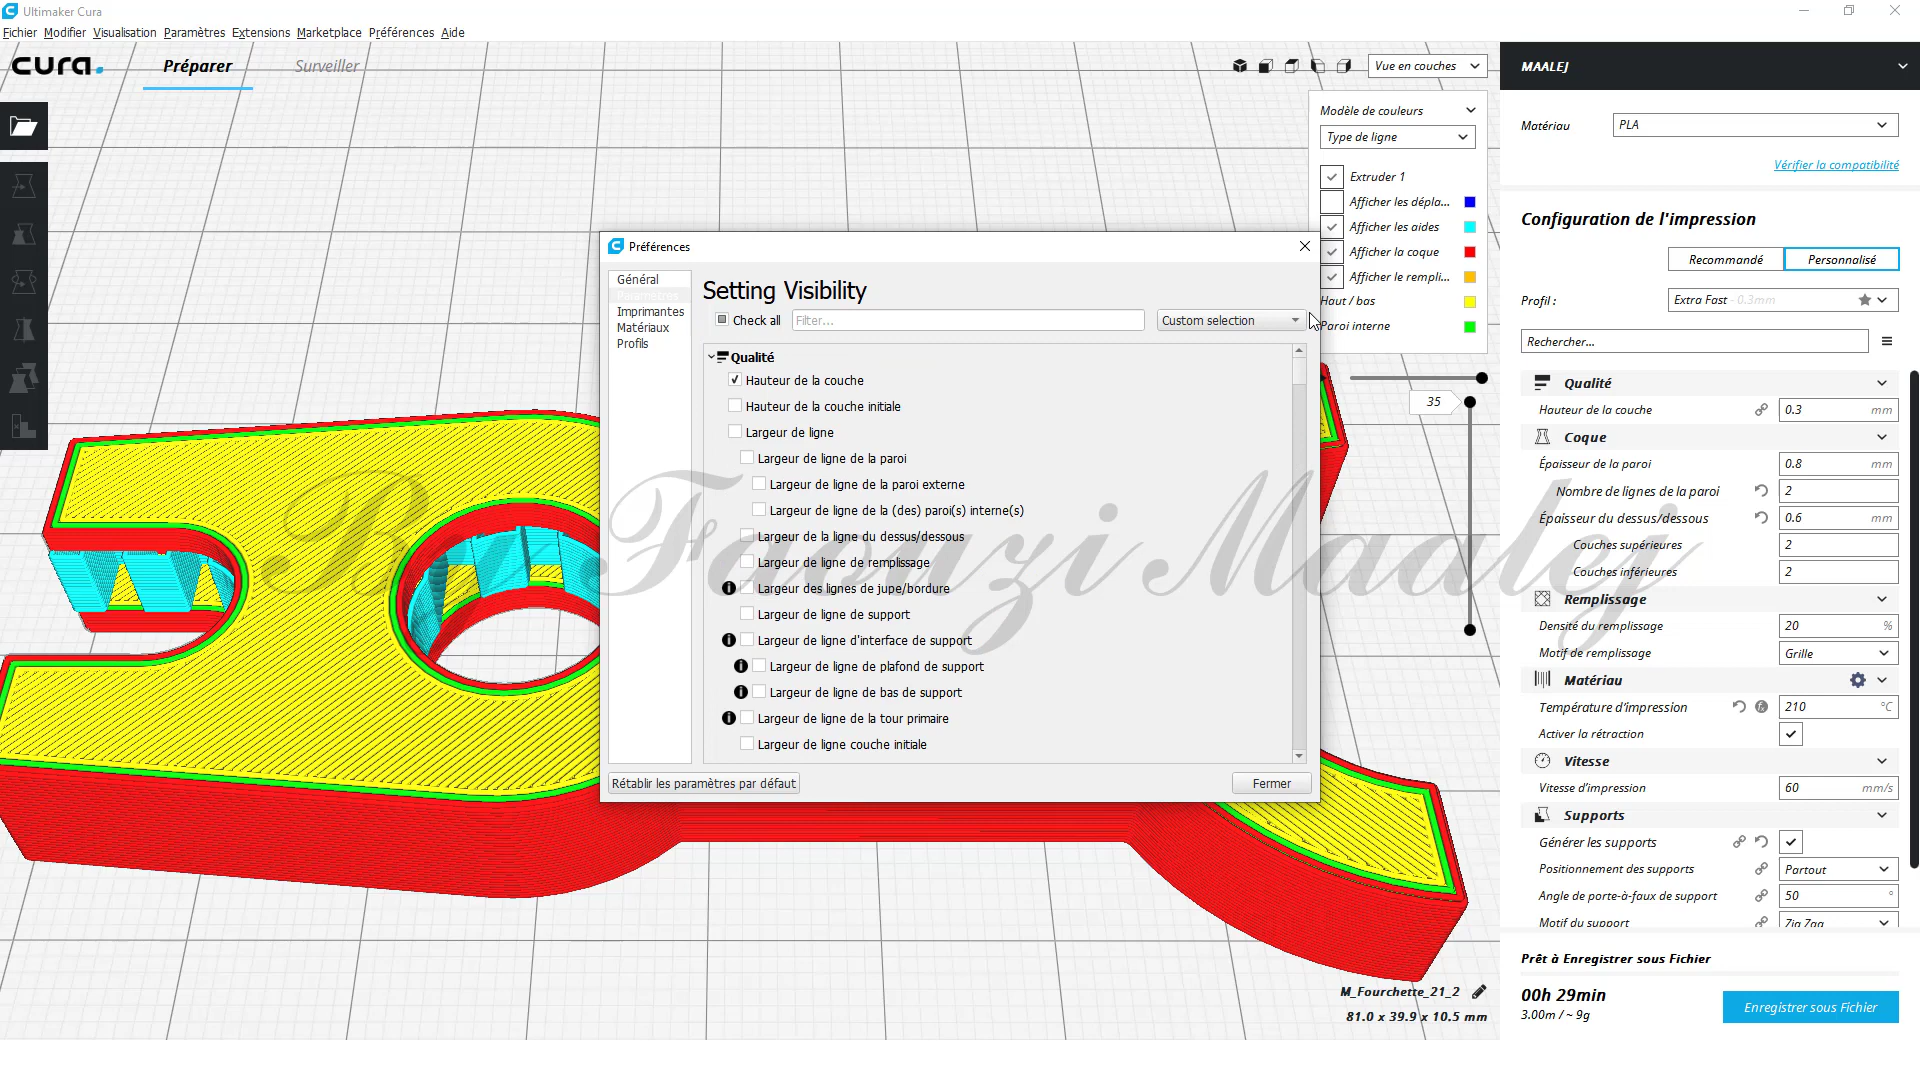 Ultimaker Cura
Fichier Modifier Visualisation Paramètres Extensions Marketplace Préférences Aide
cura.
Préparer
Surveiller
Vue en couches
MAALEJ
Modèle de couleurs
Type de ligne
Extruder 1
Afficher les dépla...
Afficher les aides
Afficher la coque
Afficher le rempli...
Haut / bas
Paroi interne
35
Matériau
PLA
Vérifier la compatibilité
Configuration de l'impression
Recommandé
Personnalisé
Profil :
Extra Fast - 0.3mm
Rechercher...
Qualité
Hauteur de la couche 0.3 mm
Coque
Épaisseur de la paroi 0.8 mm
Nombre de lignes de la paroi 2
Épaisseur du dessus/dessous 0.6 mm
Couches supérieures 2
Couches inférieures 2
Remplissage
Densité du remplissage 20 %
Motif de remplissage Grille
Matériau
Température d'impression 210 °C
Activer la rétraction
Vitesse
Vitesse d'impression 60 mm/s
Supports
Générer les supports
Positionnement des supports Partout
Angle de porte-à-faux de support 50 °
Motif du support Zig Zag
Prêt à Enregistrer sous Fichier
00h 29min
3.00m / ~ 9g
Enregistrer sous Fichier
Préférences
Général
Paramètres
Imprimantes
Matériaux
Profils
Setting Visibility
Check all
Filter...
Custom selection
Qualité
Hauteur de la couche
Hauteur de la couche initiale
Largeur de ligne
Largeur de ligne de la paroi
Largeur de ligne de la paroi externe
Largeur de ligne de la (des) paroi(s) interne(s)
Largeur de la ligne du dessus/dessous
Largeur de ligne de remplissage
Largeur des lignes de jupe/bordure
Largeur de ligne de support
Largeur de ligne d'interface de support
Largeur de ligne de plafond de support
Largeur de ligne de bas de support
Largeur de ligne de la tour primaire
Largeur de ligne couche initiale
Rétablir les paramètres par défaut
Fermer
By Faouzi Maalej
M_Fourchette_21_2
81.0 x 39.9 x 10.5 mm